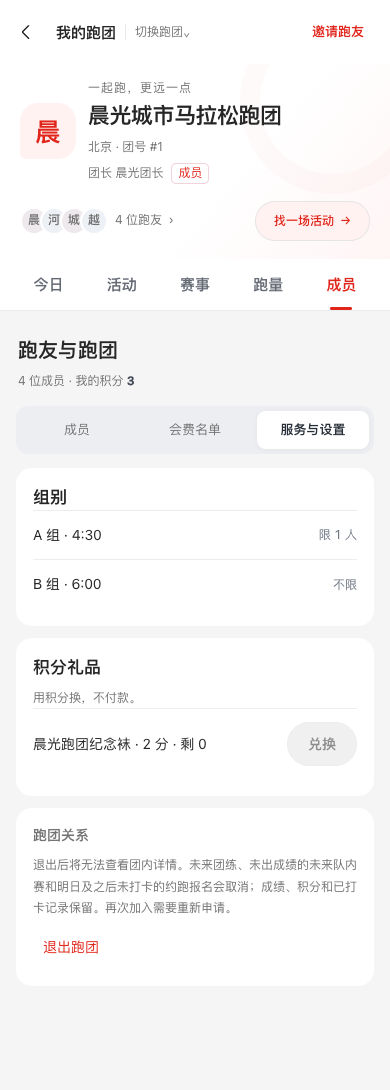 我的跑团 切换跑团 邀请跑友
一起跑，更远一点
晨 晨光城市马拉松跑团
北京 · 团号 #1
团长 晨光团长 成员
晨 河 城 越 4 位跑友 › 找一场活动 →
今日 活动 赛事 跑量 成员
跑友与跑团
4 位成员 · 我的积分 3
成员 会费名单 服务与设置
组别
A 组 · 4:30 限 1 人
B 组 · 6:00 不限
积分礼品
用积分换，不付款。
晨光跑团纪念袜 · 2 分 · 剩 0 兑换
跑团关系
退出后将无法查看团内详情。未来团练、未出成绩的未来队内
赛和明日及之后未打卡的约跑报名会取消；成绩、积分和已打
卡记录保留。再次加入需要重新申请。
退出跑团